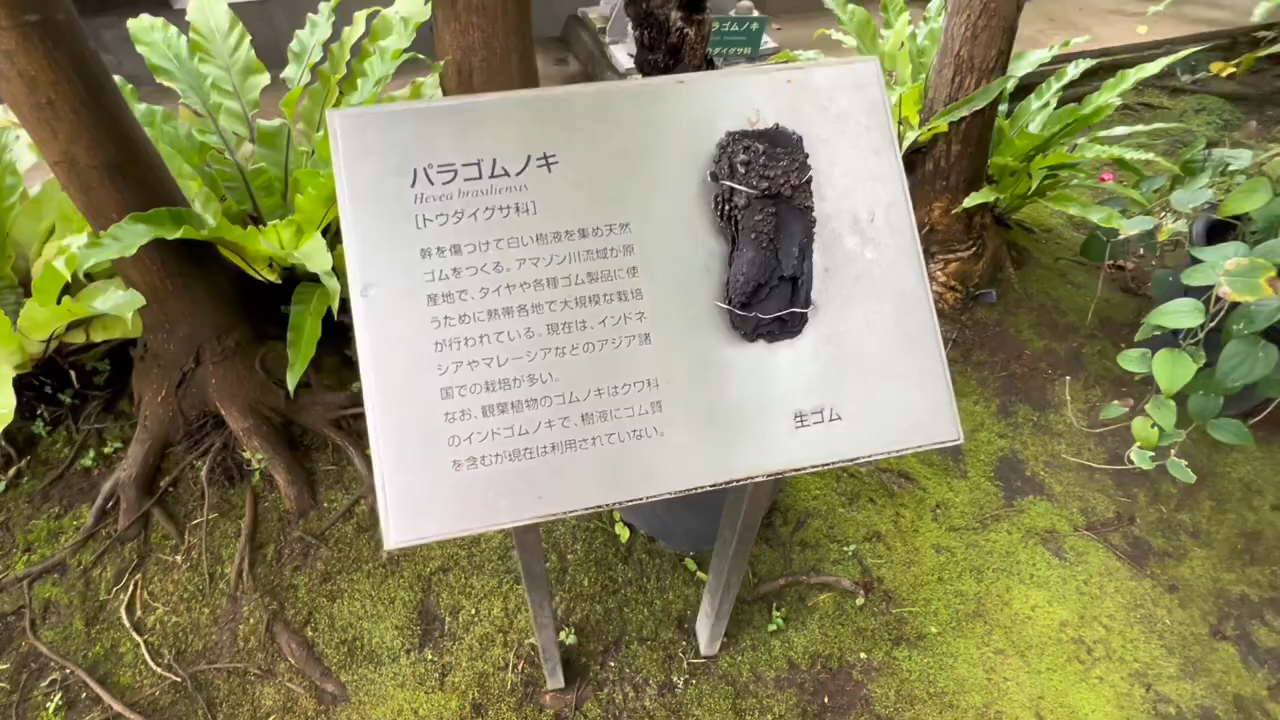 パラゴムノキ
Hevea brasiliensis
[トウダイグサ科]
幹を傷つけて白い樹液を集め天然
ゴムをつくる。アマゾン川流域が原
産地で、タイヤや各種ゴム製品に使
うために熱帯各地で大規模な栽培
が行われている。現在は、インドネ
シアやマレーシアなどのアジア諸
国での栽培が多い。
なお、観葉植物のゴムノキはクワ科
のインドゴムノキで、樹液にゴム質
を含むが現在は利用されていない。
生ゴム
ラゴムノキ
ウダイグサ科